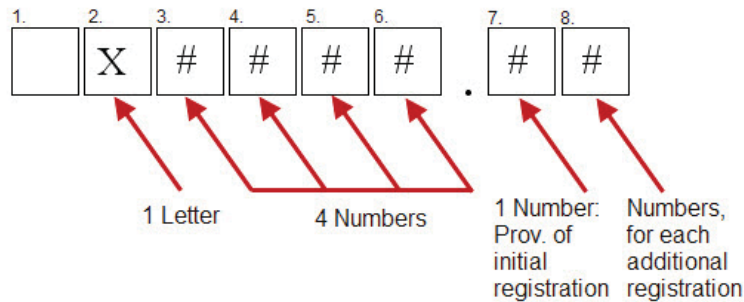 1. 2. 3. 4. 5. 6. 7. 8.
X # # # # . # #
1 Letter
4 Numbers
1 Number:
Prov. of
initial
registration
Numbers,
for each
additional
registration